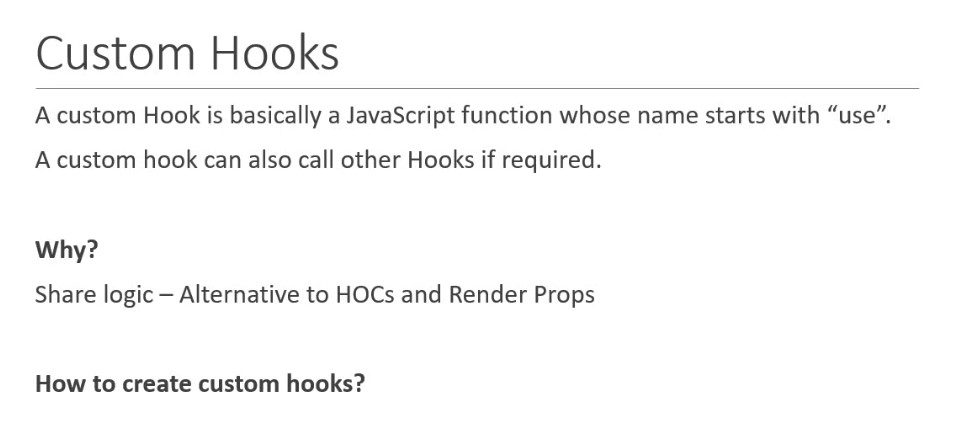 Custom Hooks
A custom Hook is basically a JavaScript function whose name starts with “use”.
A custom hook can also call other Hooks if required.
Why?
Share logic – Alternative to HOCs and Render Props
How to create custom hooks?